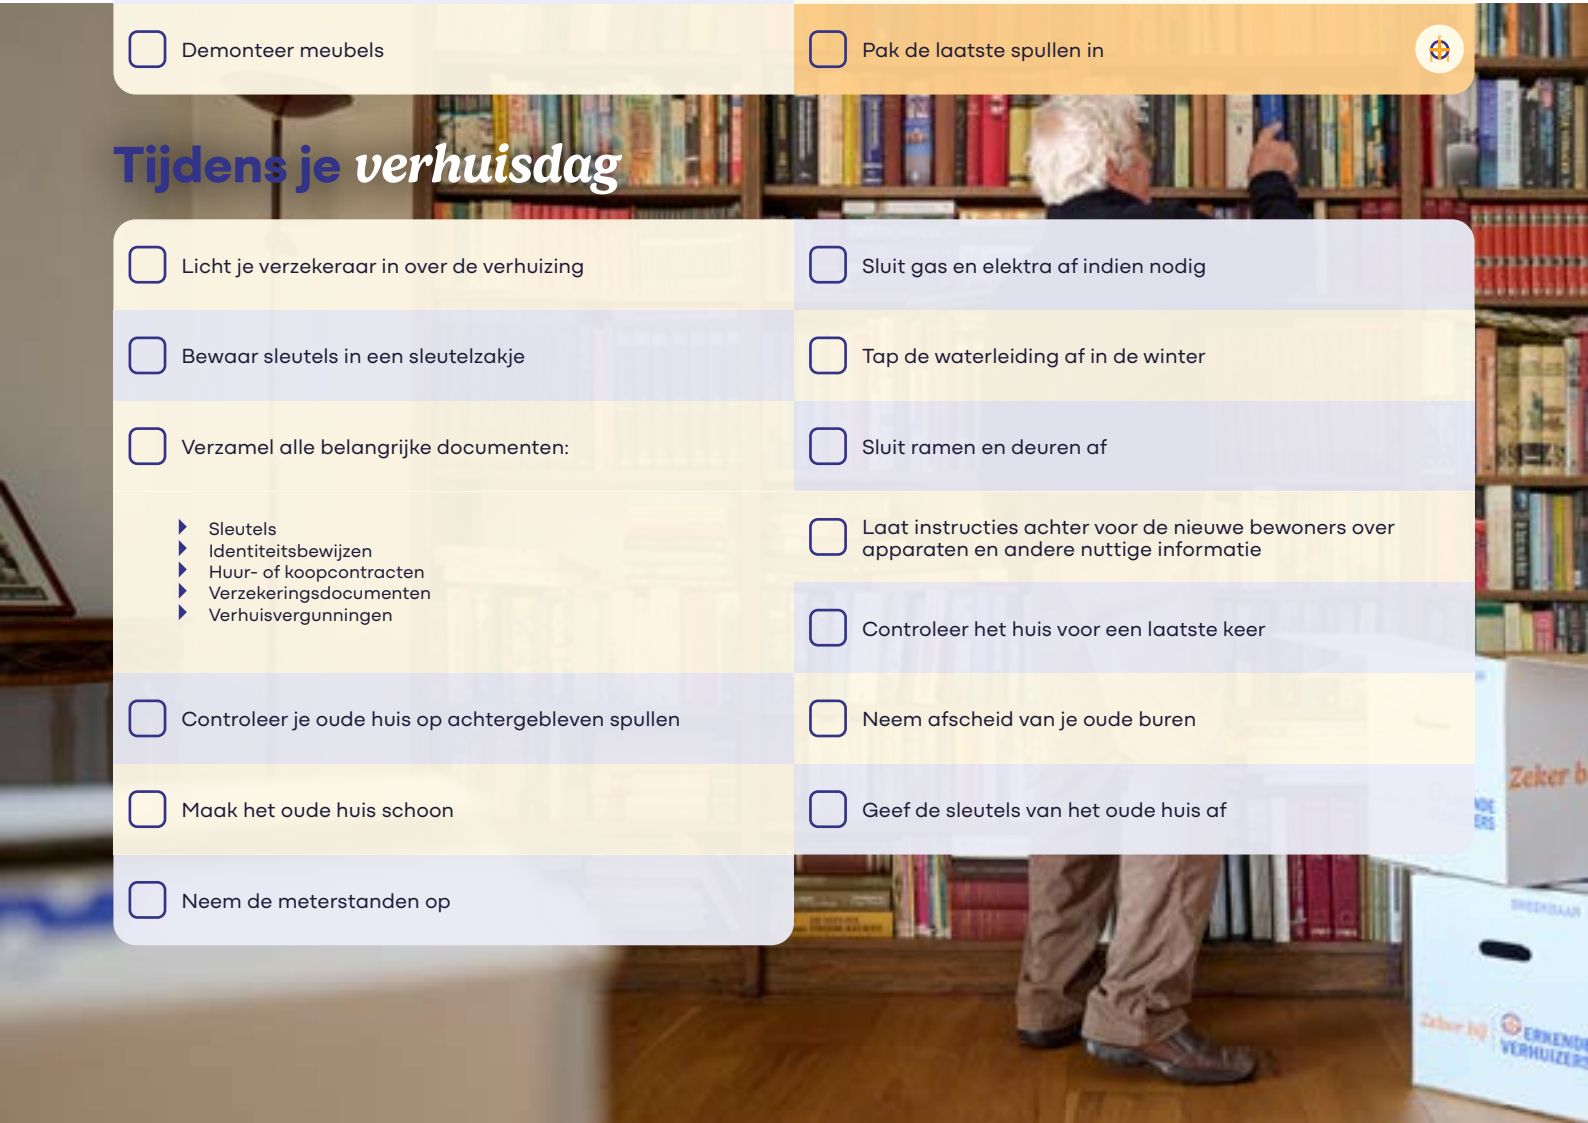 Demonteer meubels
Pak de laatste spullen in
Tijdens je verhuisdag
Licht je verzekeraar in over de verhuizing
Bewaar sleutels in een sleutelzakje
Verzamel alle belangrijke documenten:
Sleutels
Identiteitsbewijzen
Huur- of koopcontracten
Verzekeringsdocumenten
Verhuisvergunningen
Controleer je oude huis op achtergebleven spullen
Maak het oude huis schoon
Neem de meterstanden op
Sluit gas en elektra af indien nodig
Tap de waterleiding af in de winter
Sluit ramen en deuren af
Laat instructies achter voor de nieuwe bewoners over
apparaten en andere nuttige informatie
Controleer het huis voor een laatste keer
Neem afscheid van je oude buren
Geef de sleutels van het oude huis af
Zeker b
NDE
ERS
BREEKBAAR
Zeker bij
ERKENDE
VERHUIZERS